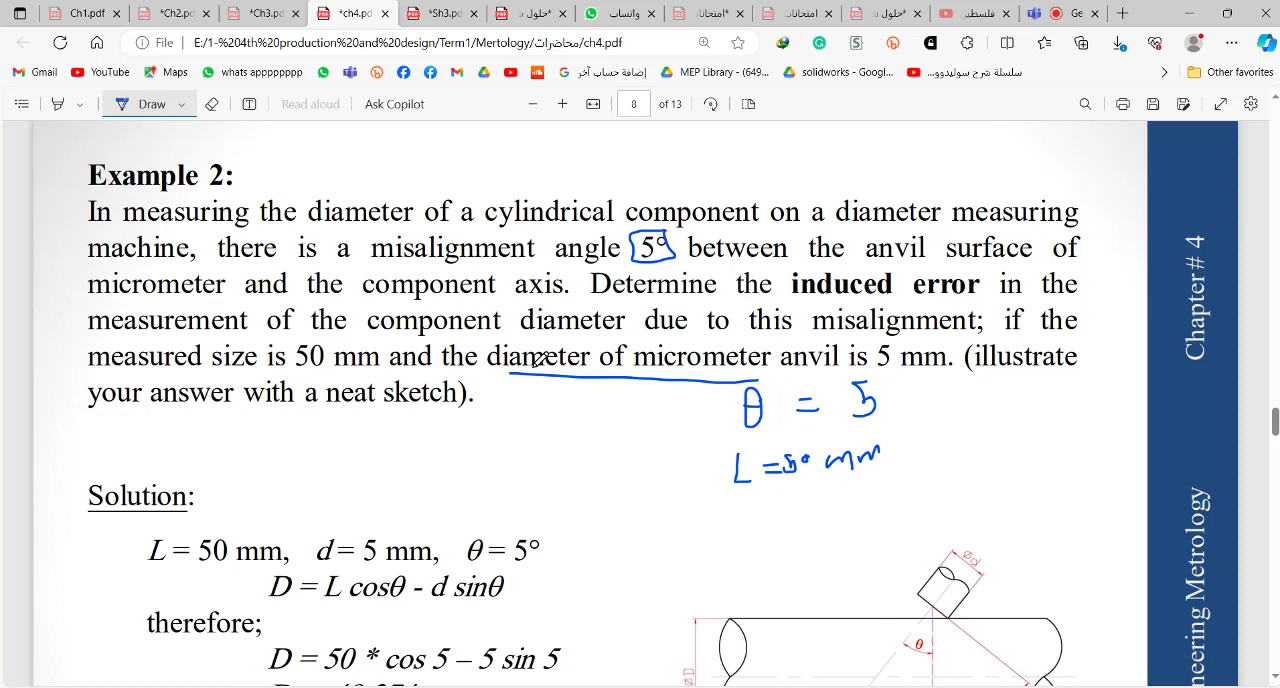 Ch1.pdf
*Ch2.pd
*Ch3.pd
*ch4.pdf
*Sh3.pd
*حلول ش
واتساب
*امتحانات
امتحانات
*حلول ش
فلسطين
Ge
File E:/1-%204th%20production%20and%20design/Term1/Mertology/محاضرات/ch4.pdf
Gmail YouTube Maps whats appppppp إضافة حساب آخر MEP Library - (649... solidworks - Googl... سلسلة شرح سوليدوو... Other favorites
Draw Read aloud Ask Copilot 8 of 13
Example 2:
In measuring the diameter of a cylindrical component on a diameter measuring
machine, there is a misalignment angle 5° between the anvil surface of
micrometer and the component axis. Determine the induced error in the
measurement of the component diameter due to this misalignment; if the
measured size is 50 mm and the diameter of micrometer anvil is 5 mm. (illustrate
your answer with a neat sketch).
θ = 5
L = 50 mm
Solution:
L = 50 mm, d = 5 mm, θ = 5°
D = L cosθ - d sinθ
therefore;
D = 50 * cos 5 – 5 sin 5
Ød
θ
ØD
Chapter# 4
neering Metrology